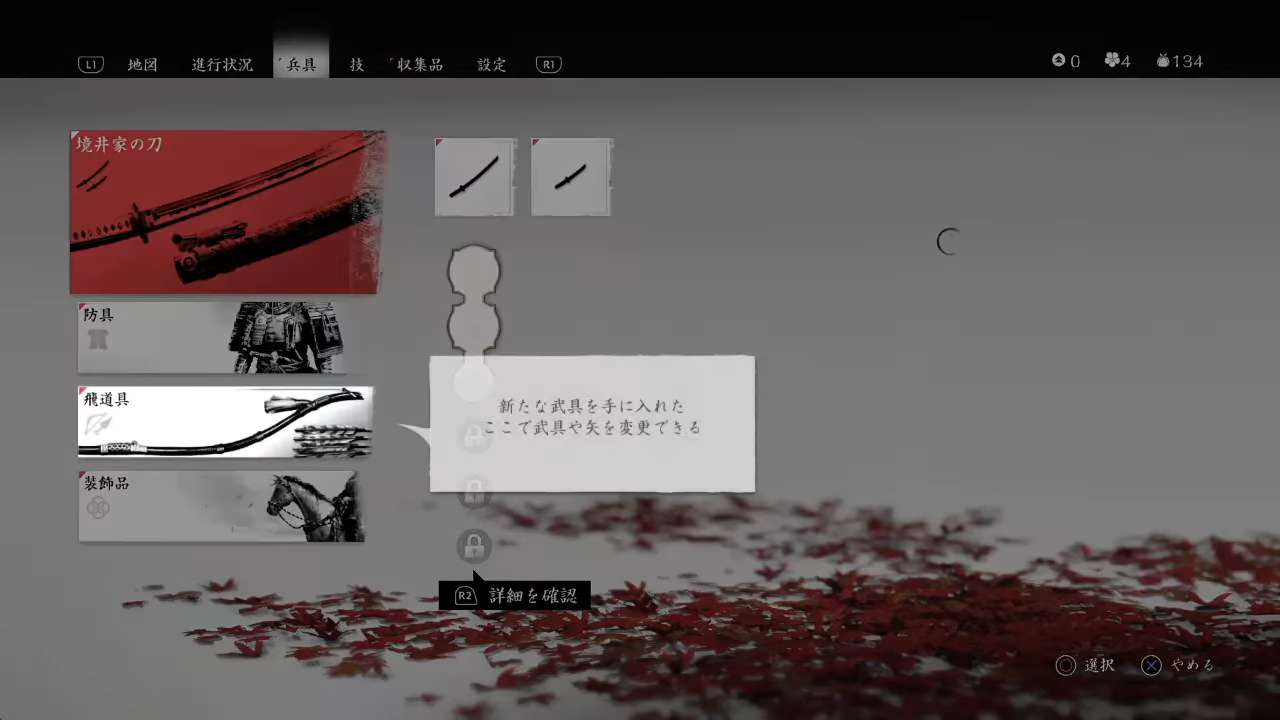 L1 地図 進行状況 兵具 技 収集品 設定 R1
0 4 134
境井家の刀
防具
飛道具
装飾品
新たな武具を手に入れた
ここで武具や矢を変更できる
R2 詳細を確認
選択 やめる